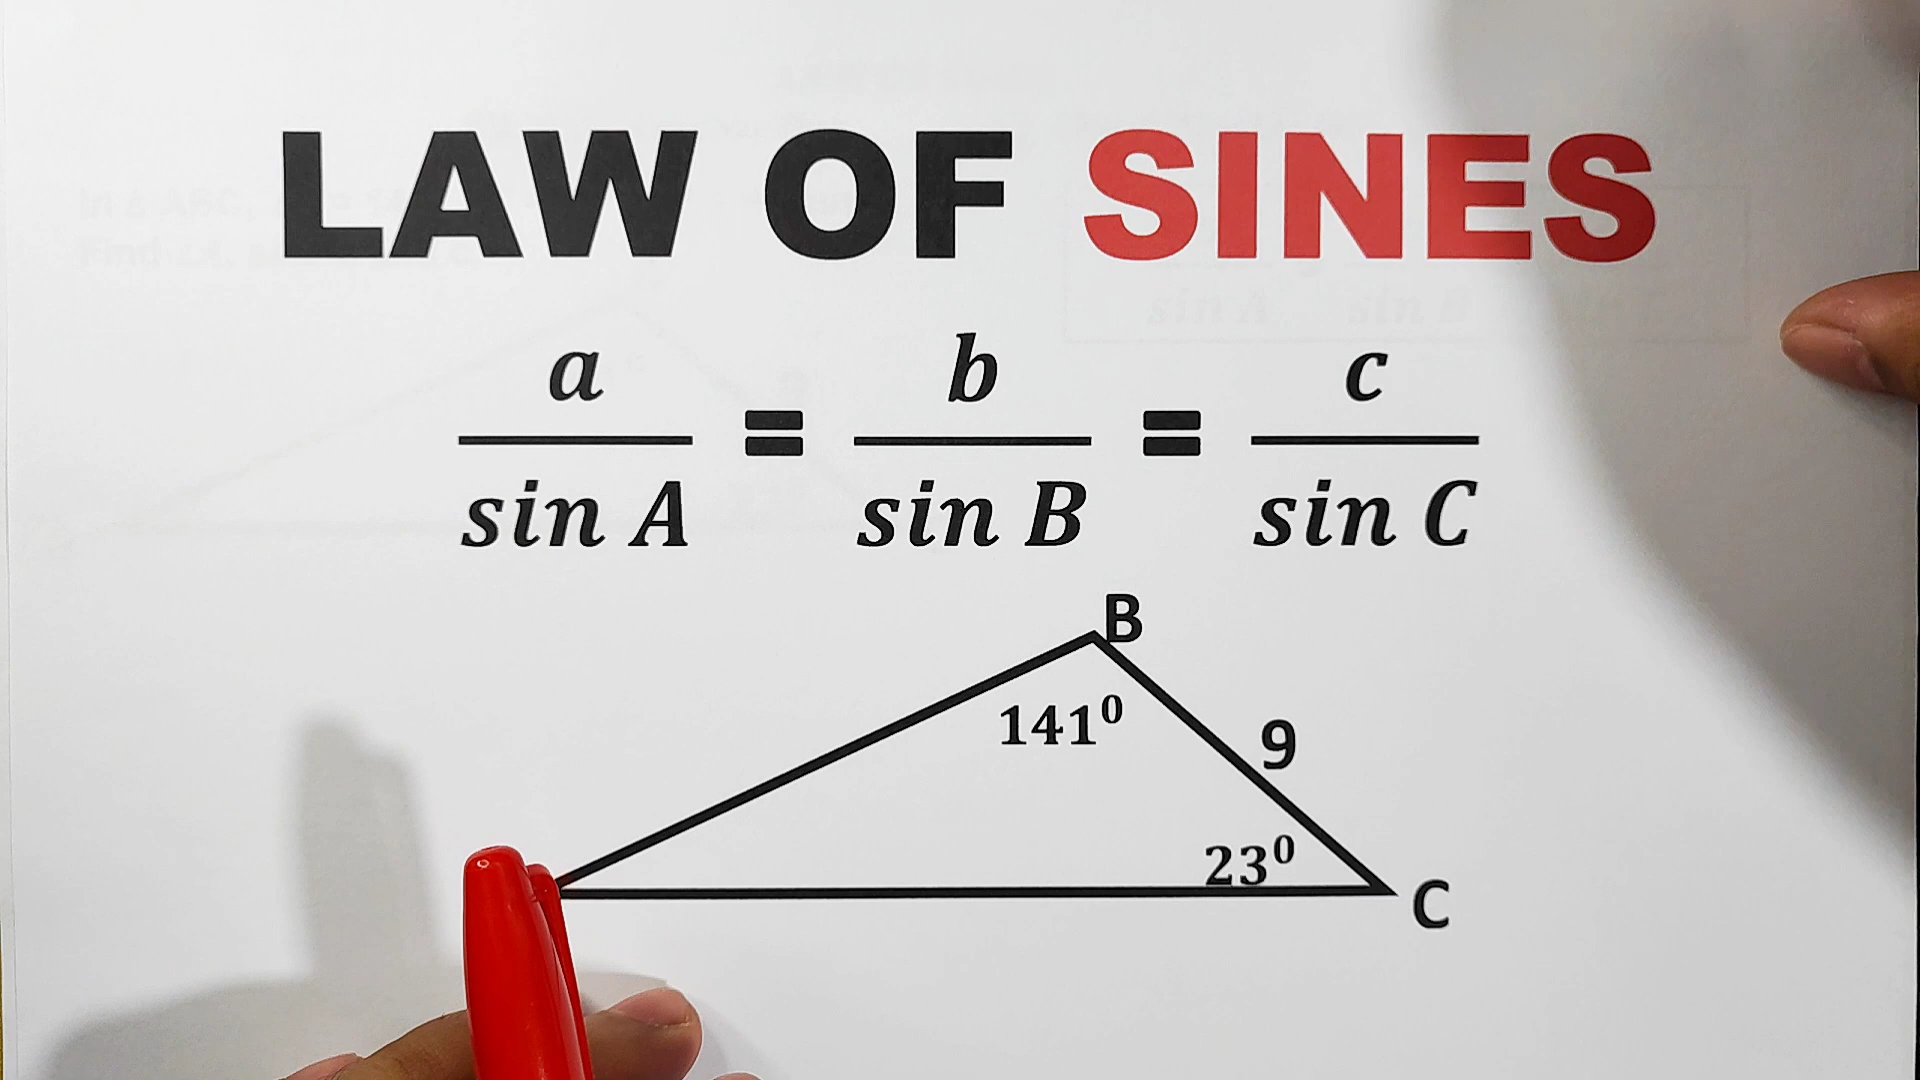 LAW OF SINES
a b c
= =
sin A sin B sin C
B
141⁰
9
23⁰
C